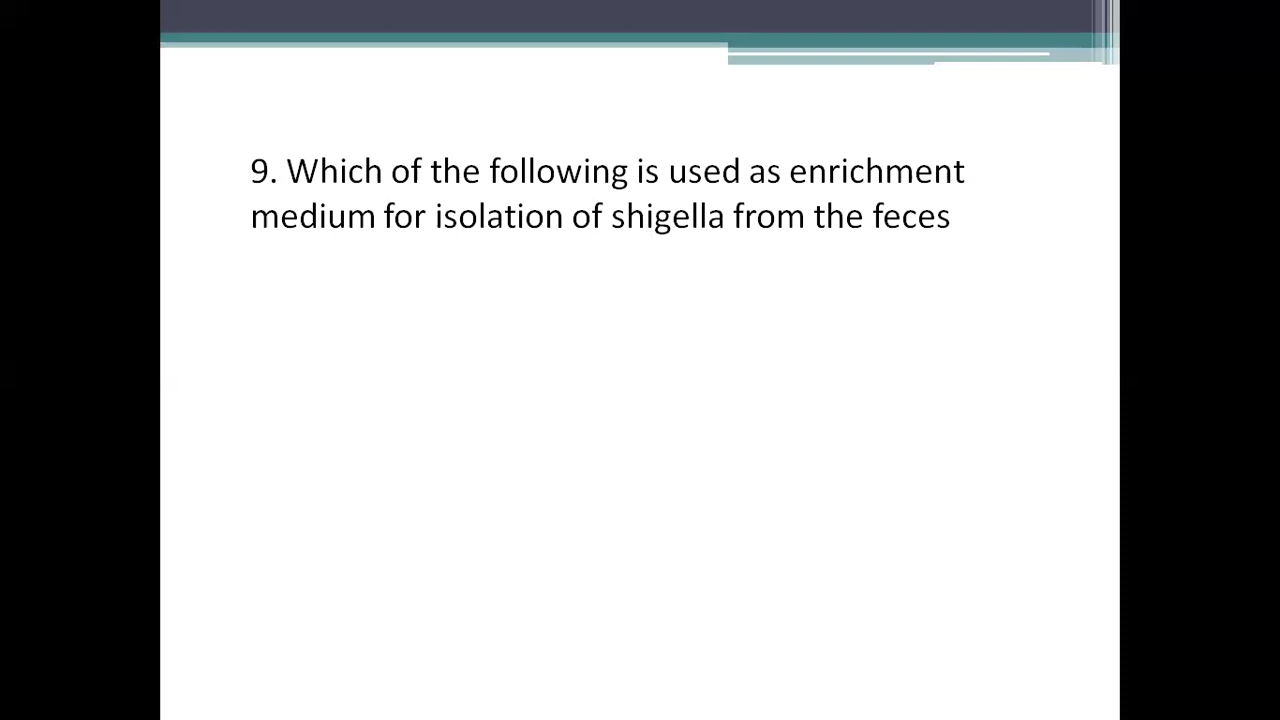 9. Which of the following is used as enrichment
medium for isolation of shigella from the feces